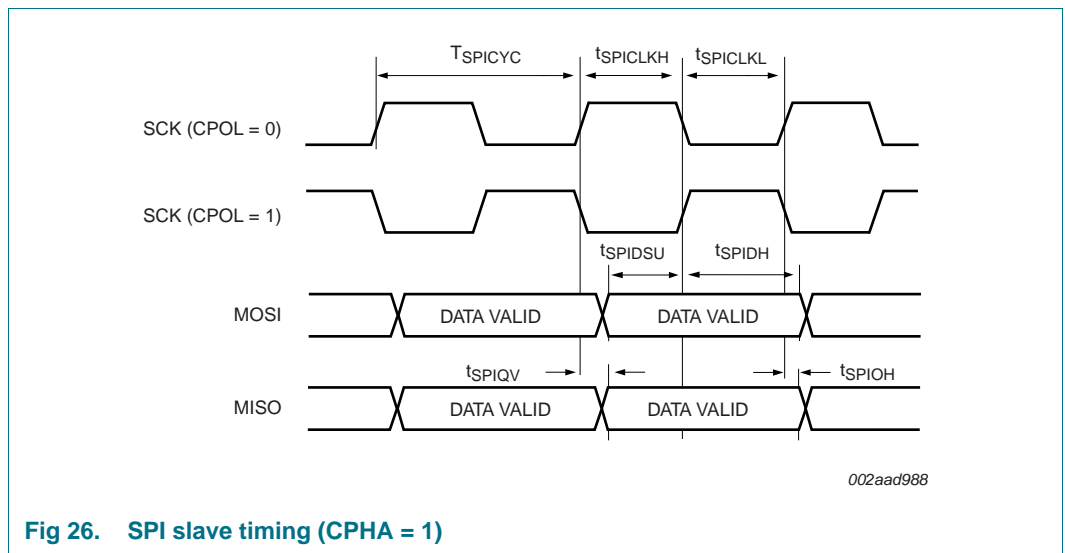 TSPICYC tSPICLKH tSPICLKL
SCK (CPOL = 0)
SCK (CPOL = 1)
tSPIDSU tSPIDH
MOSI DATA VALID DATA VALID
tSPIQV tSPIOH
MISO DATA VALID DATA VALID
002aad988
Fig 26. SPI slave timing (CPHA = 1)